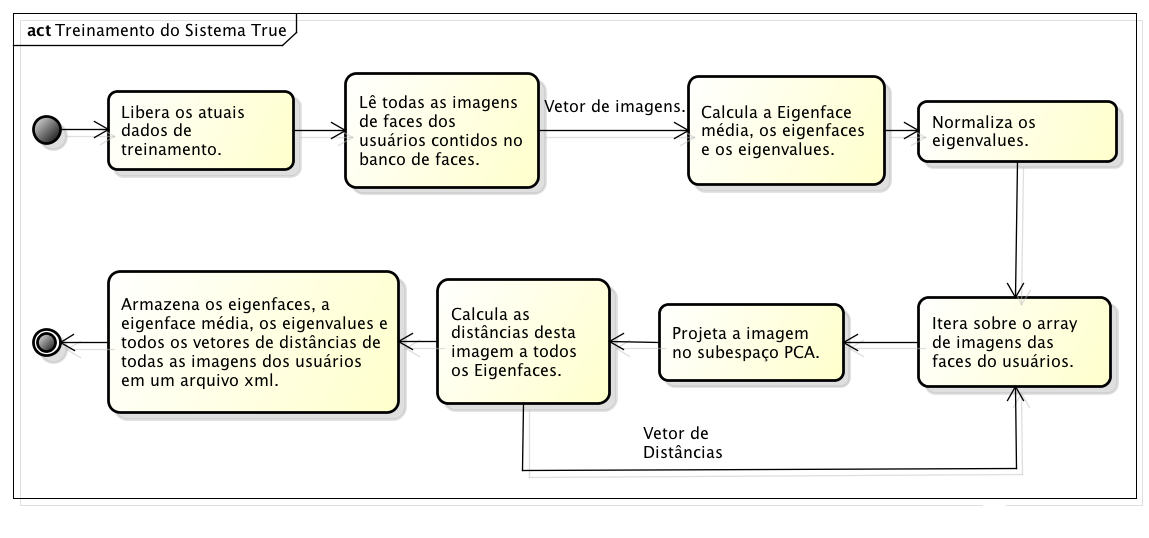 act Treinamento do Sistema True
Libera os atuais
dados de
treinamento.
Lê todas as imagens
de faces dos
usuários contidos no
banco de faces.
Vetor de imagens.
Calcula a Eigenface
média, os eigenfaces
e os eigenvalues.
Normaliza os
eigenvalues.
Itera sobre o array
de imagens das
faces do usuários.
Projeta a imagem
no subespaço PCA.
Calcula as
distâncias desta
imagem a todos
os Eigenfaces.
Vetor de
Distâncias
Armazena os eigenfaces, a
eigenface média, os eigenvalues e
todos os vetores de distâncias de
todas as imagens dos usuários
em um arquivo xml.